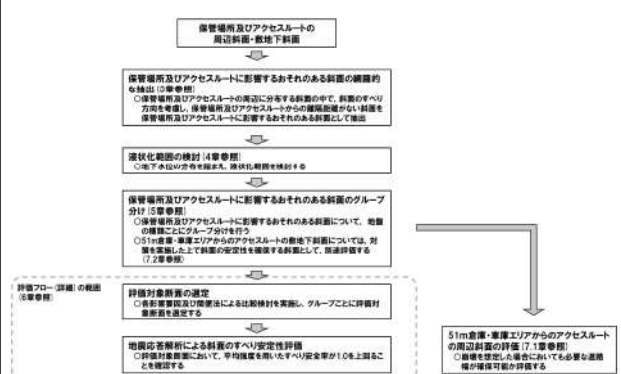 保管場所及びアクセスルートの
周辺斜面・敷地下斜面
保管場所及びアクセスルートに影響するおそれのある斜面の網羅的
な抽出(3章参照)
○保管場所及びアクセスルートの周辺に分布する斜面の中で、斜面のすべり
方向を考慮し、保管場所及びアクセスルートからの離隔距離がない斜面を
保管場所及びアクセスルートに影響するおそれのある斜面として抽出
液状化範囲の検討(4章参照)
○地下水位の分布を踏まえ、液状化範囲を検討する
保管場所及びアクセスルートに影響するおそれのある斜面のグループ
分け(5章参照)
○保管場所及びアクセスルートに影響するおそれのある斜面について、地盤
の種類ごとにグループ分けを行う
○51m倉庫・車庫エリアからのアクセスルートの敷地下斜面については、対
策を実施した上で斜面の安定性を確保する斜面として、別途評価する
(7.2章参照)
評価フロー(詳細)の範囲
(6章参照)
評価対象断面の選定
○各影響要因及び簡便法による比較検討を実施し、グループごとに評価対
象断面を選定する
地震応答解析による斜面のすべり安定性評価
○評価対象断面において、平均強度を用いたすべり安全率が1.0を上回るこ
とを確認する
51m倉庫・車庫エリアからのアクセスルート
の周辺斜面の評価(7.1章参照)
○崩壊を想定した場合においても必要な道路
幅が確保可能か評価する